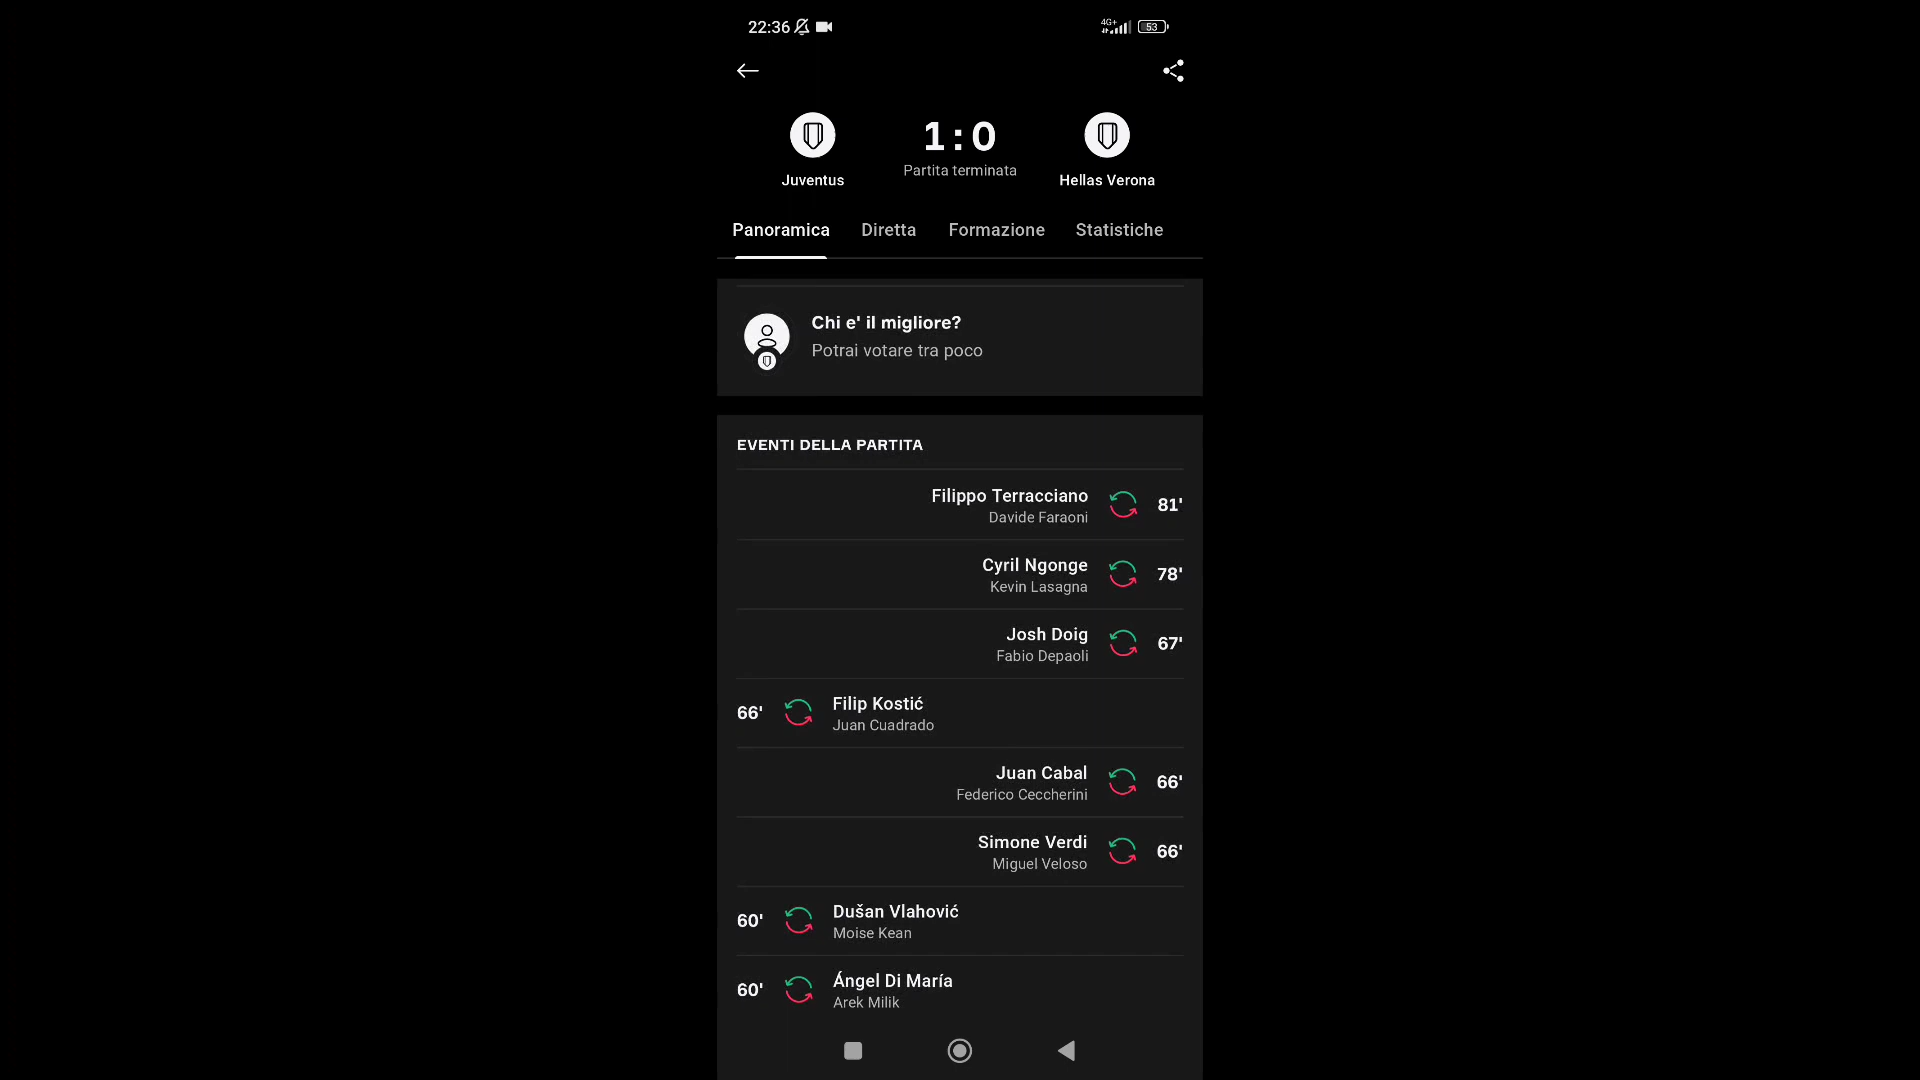 22:36
4G+
53
1 : 0
Partita terminata
Juventus
Hellas Verona
Panoramica
Diretta
Formazione
Statistiche
Chi e' il migliore?
Potrai votare tra poco
EVENTI DELLA PARTITA
Filippo Terracciano
Davide Faraoni
81'
Cyril Ngonge
Kevin Lasagna
78'
Josh Doig
Fabio Depaoli
67'
66'
Filip Kostić
Juan Cuadrado
Juan Cabal
Federico Ceccherini
66'
Simone Verdi
Miguel Veloso
66'
60'
Dušan Vlahović
Moise Kean
60'
Ángel Di María
Arek Milik